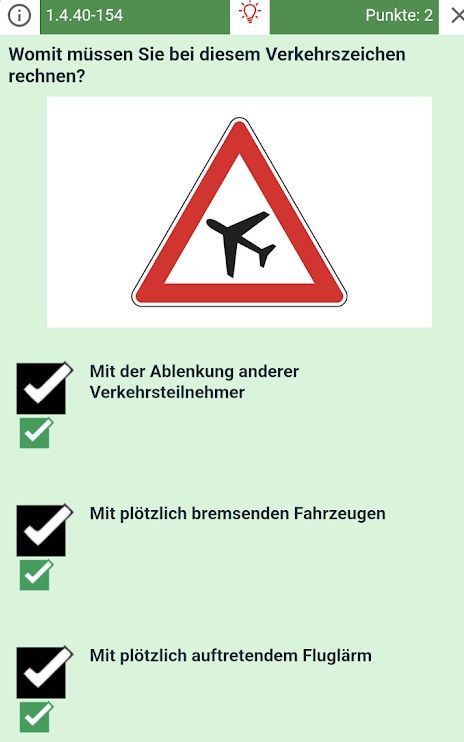 1.4.40-154
Punkte: 2
Womit müssen Sie bei diesem Verkehrszeichen
rechnen?
Mit der Ablenkung anderer
Verkehrsteilnehmer
Mit plötzlich bremsenden Fahrzeugen
Mit plötzlich auftretendem Fluglärm